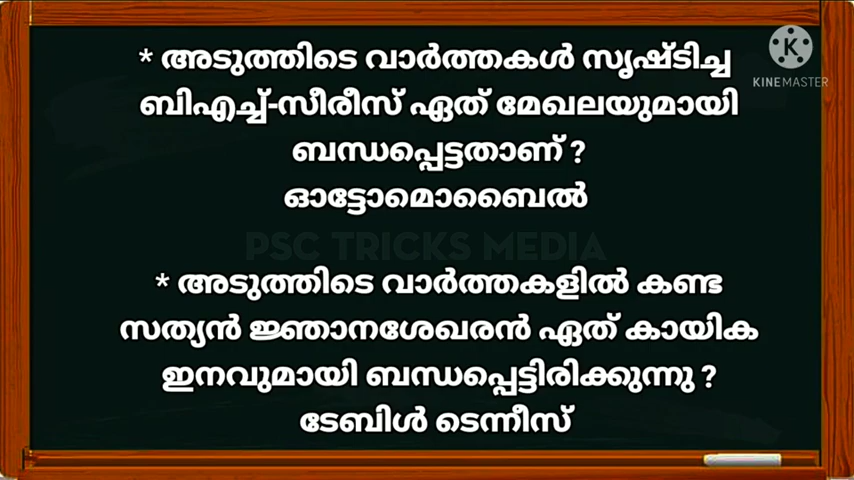 * അടുത്തിടെ വാർത്തകൾ സൃഷ്ടിച്ച
ബിഎച്ച്-സീരീസ് ഏത് മേഖലയുമായി
ബന്ധപ്പെട്ടതാണ് ?
ഓട്ടോമൊബൈൽ
PSC TRICKS MEDIA
* അടുത്തിടെ വാർത്തകളിൽ കണ്ട
സത്യൻ ജ്ഞാനശേഖരൻ ഏത് കായിക
ഇനവുമായി ബന്ധപ്പെട്ടിരിക്കുന്നു ?
ടേബിൾ ടെന്നീസ്
K
KINEMASTER